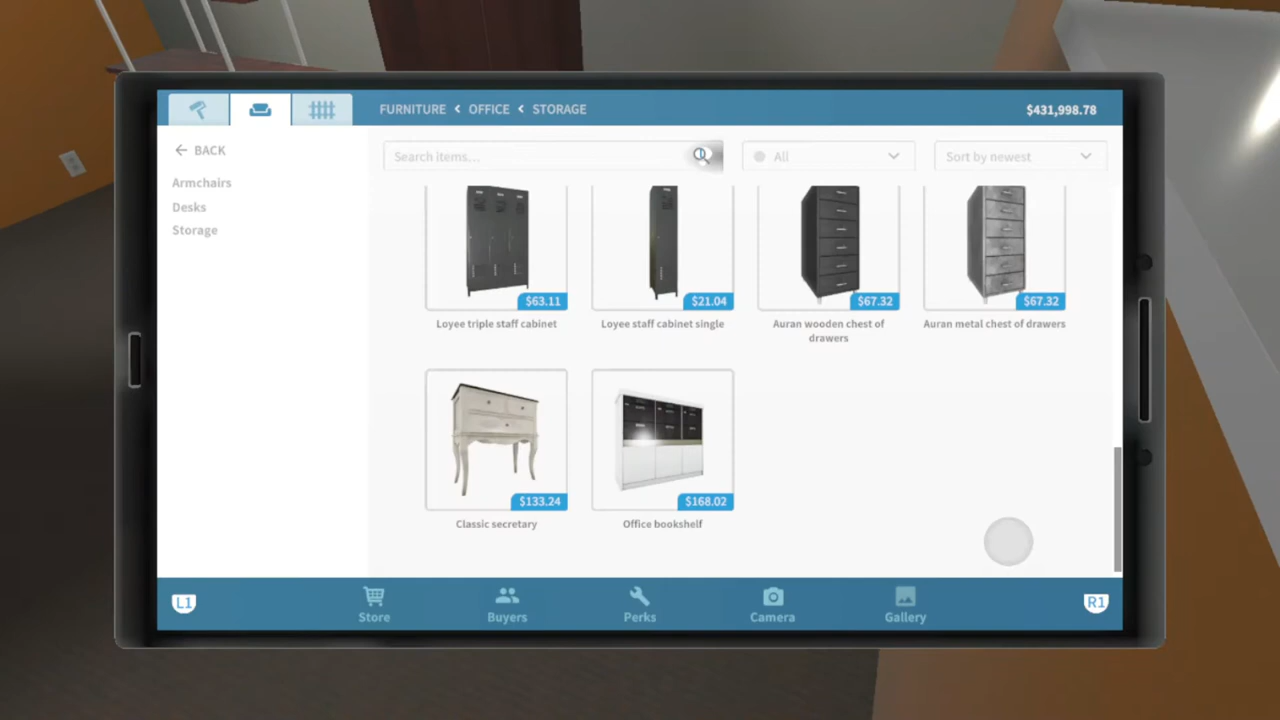 FURNITURE < OFFICE < STORAGE
$431,998.78
BACK
Armchairs
Desks
Storage
Search items...
All
Sort by newest
$63.11
$21.04
$67.32
$67.32
Loyee triple staff cabinet
Loyee staff cabinet single
Auran wooden chest of
drawers
Auran metal chest of drawers
$133.24
$168.02
Classic secretary
Office bookshelf
L1
Store
Buyers
Perks
Camera
Gallery
R1